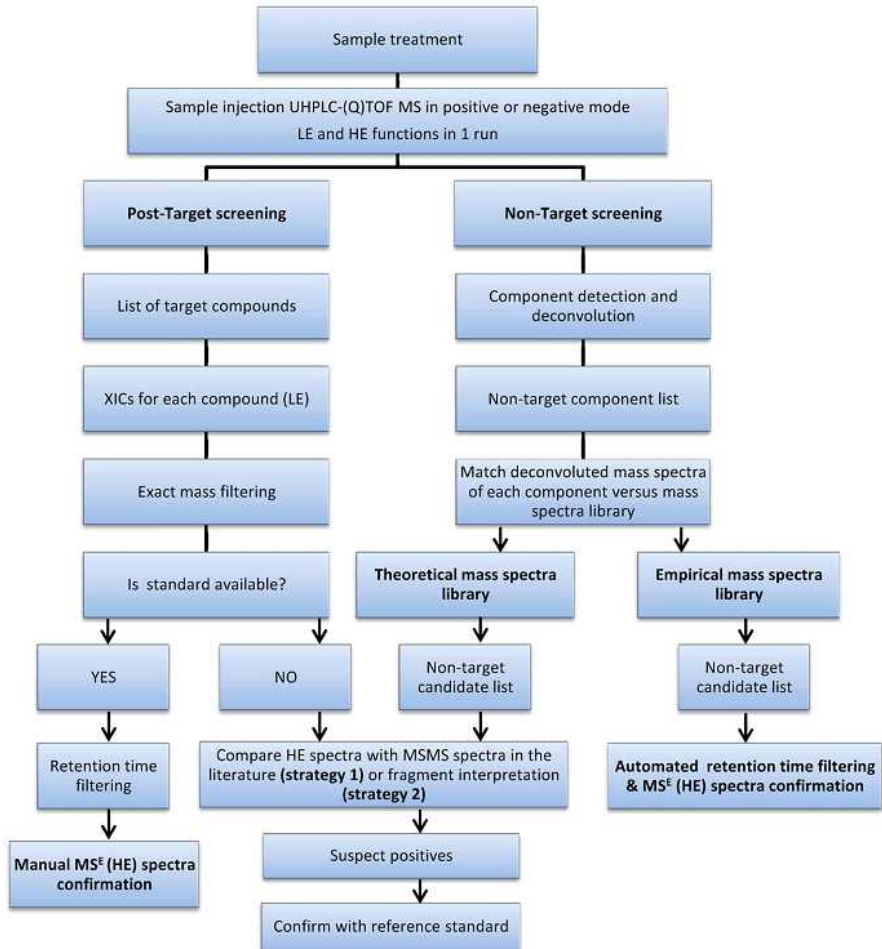 Sample treatment
Sample injection UHPLC-(Q)TOF MS in positive or negative mode
LE and HE functions in 1 run
Post-Target screening
Non-Target screening
List of target compounds
Component detection and
deconvolution
XICs for each compound (LE)
Non-target component list
Exact mass filtering
Match deconvoluted mass spectra
of each component versus mass
spectra library
Is standard available?
Theoretical mass spectra
library
Empirical mass spectra
library
YES
NO
Non-target
candidate list
Non-target
candidate list
Retention time
filtering
Compare HE spectra with MSMS spectra in the
literature (strategy 1) or fragment interpretation
(strategy 2)
Automated retention time filtering
& MSᴱ (HE) spectra confirmation
Manual MSᴱ (HE) spectra
confirmation
Suspect positives
Confirm with reference standard